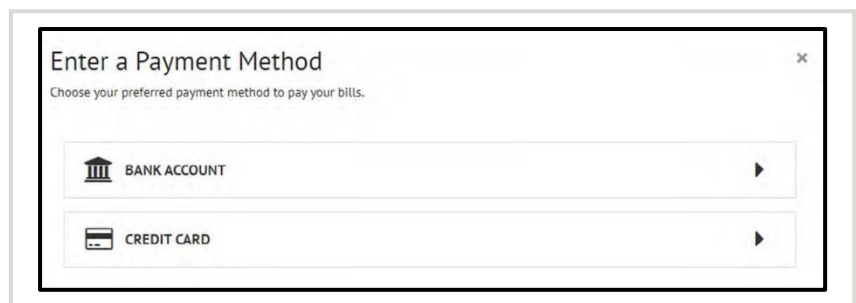 Enter a Payment Method
Choose your preferred payment method to pay your bills.
BANK ACCOUNT
CREDIT CARD